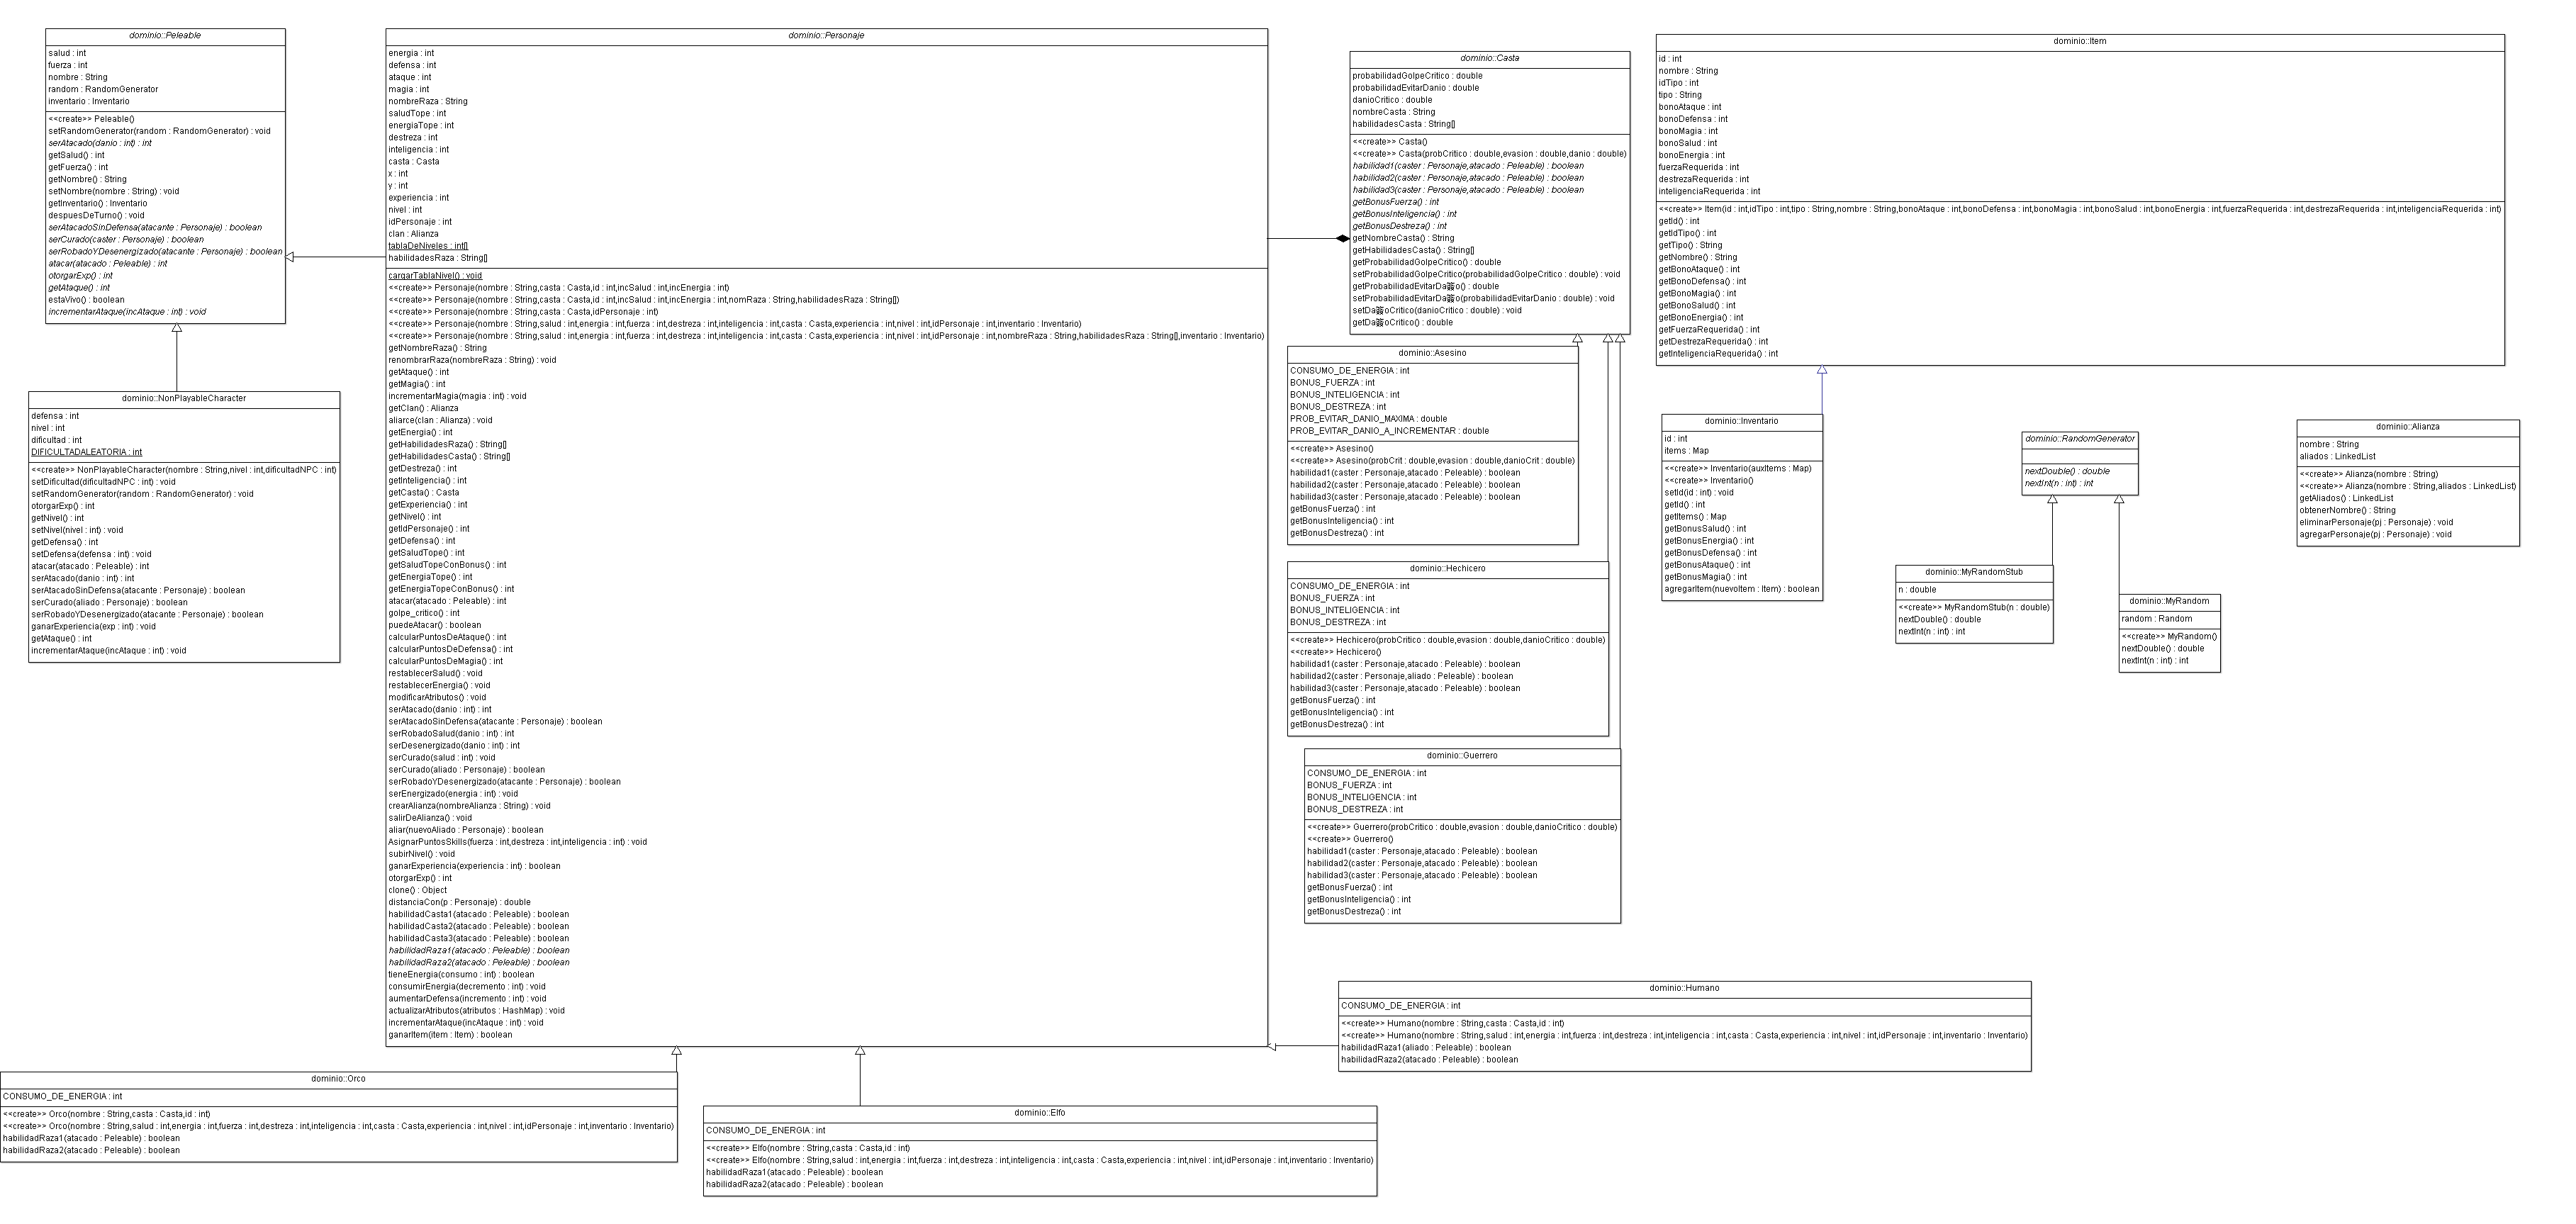 dominio::Peleable
salud : int
fuerza : int
nombre : String
random : RandomGenerator
inventario : Inventario
<<create>> Peleable()
setRandomGenerator(random : RandomGenerator) : void
serAtacado(danio : int) : int
getSalud() : int
getFuerza() : int
getNombre() : String
setNombre(nombre : String) : void
getInventario() : Inventario
despuesDeTurno() : void
serAtacadoSinDefensa(atacante : Personaje) : boolean
serCurado(caster : Personaje) : boolean
serRobadoYDesenergizado(atacante : Personaje) : boolean
atacar(atacado : Peleable) : int
otorgarExp() : int
getAtaque() : int
estaVivo() : boolean
incrementarAtaque(incAtaque : int) : void
dominio::NonPlayableCharacter
defensa : int
nivel : int
dificultad : int
DIFICULTADALEATORIA : int
<<create>> NonPlayableCharacter(nombre : String,nivel : int,dificultadNPC : int)
setDificultad(dificultadNPC : int) : void
setRandomGenerator(random : RandomGenerator) : void
otorgarExp() : int
getNivel() : int
setNivel(nivel : int) : void
getDefensa() : int
setDefensa(defensa : int) : void
atacar(atacado : Peleable) : int
serAtacado(danio : int) : int
serAtacadoSinDefensa(atacante : Personaje) : boolean
serCurado(aliado : Personaje) : boolean
serRobadoYDesenergizado(atacante : Personaje) : boolean
ganarExperiencia(exp : int) : void
getAtaque() : int
incrementarAtaque(incAtaque : int) : void
dominio::Personaje
energia : int
defensa : int
ataque : int
magia : int
nombreRaza : String
saludTope : int
energiaTope : int
destreza : int
inteligencia : int
casta : Casta
x : int
y : int
experiencia : int
nivel : int
idPersonaje : int
clan : Alianza
tablaDeNiveles : int[]
habilidadesRaza : String[]
cargarTablaNivel() : void
<<create>> Personaje(nombre : String,casta : Casta,id : int,incSalud : int,incEnergia : int)
<<create>> Personaje(nombre : String,casta : Casta,id : int,incSalud : int,incEnergia : int,nomRaza : String,habilidadesRaza : String[])
<<create>> Personaje(nombre : String,casta : Casta,idPersonaje : int)
<<create>> Personaje(nombre : String,salud : int,energia : int,fuerza : int,destreza : int,inteligencia : int,casta : Casta,experiencia : int,nivel : int,idPersonaje : int,inventario : Inventario)
<<create>> Personaje(nombre : String,salud : int,energia : int,fuerza : int,destreza : int,inteligencia : int,casta : Casta,experiencia : int,nivel : int,idPersonaje : int,nombreRaza : String,habilidadesRaza : String[],inventario : Inventario)
getNombreRaza() : String
renombrarRaza(nombreRaza : String) : void
getAtaque() : int
getMagia() : int
incrementarMagia(magia : int) : void
getClan() : Alianza
aliarce(clan : Alianza) : void
getEnergia() : int
getHabilidadesRaza() : String[]
getHabilidadesCasta() : String[]
getDestreza() : int
getInteligencia() : int
getCasta() : Casta
getExperiencia() : int
getNivel() : int
getIdPersonaje() : int
getDefensa() : int
getSaludTope() : int
getSaludTopeConBonus() : int
getEnergiaTope() : int
getEnergiaTopeConBonus() : int
atacar(atacado : Peleable) : int
golpe_critico() : int
puedeAtacar() : boolean
calcularPuntosDeAtaque() : int
calcularPuntosDeDefensa() : int
calcularPuntosDeMagia() : int
restablecerSalud() : void
restablecerEnergia() : void
modificarAtributos() : void
serAtacado(danio : int) : int
serAtacadoSinDefensa(atacante : Personaje) : boolean
serRobadoSalud(danio : int) : int
serDesenergizado(danio : int) : int
serCurado(salud : int) : void
serCurado(aliado : Personaje) : boolean
serRobadoYDesenergizado(atacante : Personaje) : boolean
serEnergizado(energia : int) : void
crearAlianza(nombreAlianza : String) : void
salirDeAlianza() : void
aliar(nuevoAliado : Personaje) : boolean
AsignarPuntosSkills(fuerza : int,destreza : int,inteligencia : int) : void
subirNivel() : void
ganarExperiencia(experiencia : int) : boolean
otorgarExp() : int
clone() : Object
distanciaCon(p : Personaje) : double
habilidadCasta1(atacado : Peleable) : boolean
habilidadCasta2(atacado : Peleable) : boolean
habilidadCasta3(atacado : Peleable) : boolean
habilidadRaza1(atacado : Peleable) : boolean
habilidadRaza2(atacado : Peleable) : boolean
tieneEnergia(consumo : int) : boolean
consumirEnergia(decremento : int) : void
aumentarDefensa(incremento : int) : void
actualizarAtributos(atributos : HashMap) : void
incrementarAtaque(incAtaque : int) : void
ganarItem(item : Item) : boolean
dominio::Casta
probabilidadGolpeCritico : double
probabilidadEvitarDanio : double
danioCritico : double
nombreCasta : String
habilidadesCasta : String[]
<<create>> Casta()
<<create>> Casta(probCritico : double,evasion : double,danio : double)
habilidad1(caster : Personaje,atacado : Peleable) : boolean
habilidad2(caster : Personaje,atacado : Peleable) : boolean
habilidad3(caster : Personaje,atacado : Peleable) : boolean
getBonusFuerza() : int
getBonusInteligencia() : int
getBonusDestreza() : int
getNombreCasta() : String
getHabilidadesCasta() : String[]
getProbabilidadGolpeCritico() : double
setProbabilidadGolpeCritico(probabilidadGolpeCritico : double) : void
: double
: double) : void
setDa oCritico(danioCritico : double) : void
getDa oCritico() : double
dominio::Asesino
CONSUMO_DE_ENERGIA : int
BONUS_FUERZA : int
BONUS_INTELIGENCIA : int
BONUS_DESTREZA : int
PROB_EVITAR_DANIO_MAXIMA : double
PROB_EVITAR_DANIO_A_INCREMENTAR : double
<<create>> Asesino()
<<create>> Asesino(probCrit : double,evasion : double,danioCrit : double)
habilidad1(caster : Personaje,atacado : Peleable) : boolean
habilidad2(caster : Personaje,atacado : Peleable) : boolean
habilidad3(caster : Personaje,atacado : Peleable) : boolean
getBonusFuerza() : int
getBonusInteligencia() : int
getBonusDestreza() : int
dominio::Hechicero
CONSUMO_DE_ENERGIA : int
BONUS_FUERZA : int
BONUS_INTELIGENCIA : int
BONUS_DESTREZA : int
<<create>> Hechicero(probCritico : double,evasion : double,danioCritico : double)
<<create>> Hechicero()
habilidad1(caster : Personaje,atacado : Peleable) : boolean
habilidad2(caster : Personaje,aliado : Peleable) : boolean
habilidad3(caster : Personaje,atacado : Peleable) : boolean
getBonusFuerza() : int
getBonusInteligencia() : int
getBonusDestreza() : int
dominio::Guerrero
CONSUMO_DE_ENERGIA : int
BONUS_FUERZA : int
BONUS_INTELIGENCIA : int
BONUS_DESTREZA : int
<<create>> Guerrero(probCritico : double,evasion : double,danioCritico : double)
<<create>> Guerrero()
habilidad1(caster : Personaje,atacado : Peleable) : boolean
habilidad2(caster : Personaje,atacado : Peleable) : boolean
habilidad3(caster : Personaje,atacado : Peleable) : boolean
getBonusFuerza() : int
getBonusInteligencia() : int
getBonusDestreza() : int
dominio::Item
id : int
nombre : String
idTipo : int
tipo : String
bonoAtaque : int
bonoDefensa : int
bonoMagia : int
bonoSalud : int
bonoEnergia : int
fuerzaRequerida : int
destrezaRequerida : int
inteligenciaRequerida : int
<<create>> Item(id : int,idTipo : int,tipo : String,nombre : String,bonoAtaque : int,bonoDefensa : int,bonoMagia : int,bonoSalud : int,bonoEnergia : int,fuerzaRequerida : int,destrezaRequerida : int,inteligenciaRequerida : int)
getId() : int
getIdTipo() : int
getTipo() : String
getNombre() : String
getBonoAtaque() : int
getBonoDefensa() : int
getBonoMagia() : int
getBonoSalud() : int
getBonoEnergia() : int
getFuerzaRequerida() : int
getDestrezaRequerida() : int
getInteligenciaRequerida() : int
dominio::Inventario
id : int
items : Map
<<create>> Inventario(auxItems : Map)
<<create>> Inventario()
setId(id : int) : void
getId() : int
getItems() : Map
getBonusSalud() : int
getBonusEnergia() : int
getBonusDefensa() : int
getBonusAtaque() : int
getBonusMagia() : int
agregarItem(nuevoItem : Item) : boolean
dominio::RandomGenerator
nextDouble() : double
nextInt(n : int) : int
dominio::MyRandomStub
n : double
<<create>> MyRandomStub(n : double)
nextDouble() : double
nextInt(n : int) : int
dominio::MyRandom
random : Random
<<create>> MyRandom()
nextDouble() : double
nextInt(n : int) : int
dominio::Alianza
nombre : String
aliados : LinkedList
<<create>> Alianza(nombre : String)
<<create>> Alianza(nombre : String,aliados : LinkedList)
getAliados() : LinkedList
obtenerNombre() : String
eliminarPersonaje(pj : Personaje) : void
agregarPersonaje(pj : Personaje) : void
dominio::Humano
CONSUMO_DE_ENERGIA : int
<<create>> Humano(nombre : String,casta : Casta,id : int)
<<create>> Humano(nombre : String,salud : int,energia : int,fuerza : int,destreza : int,inteligencia : int,casta : Casta,experiencia : int,nivel : int,idPersonaje : int,inventario : Inventario)
habilidadRaza1(aliado : Peleable) : boolean
habilidadRaza2(atacado : Peleable) : boolean
dominio::Orco
CONSUMO_DE_ENERGIA : int
<<create>> Orco(nombre : String,casta : Casta,id : int)
<<create>> Orco(nombre : String,salud : int,energia : int,fuerza : int,destreza : int,inteligencia : int,casta : Casta,experiencia : int,nivel : int,idPersonaje : int,inventario : Inventario)
habilidadRaza1(atacado : Peleable) : boolean
habilidadRaza2(atacado : Peleable) : boolean
dominio::Elfo
CONSUMO_DE_ENERGIA : int
<<create>> Elfo(nombre : String,casta : Casta,id : int)
<<create>> Elfo(nombre : String,salud : int,energia : int,fuerza : int,destreza : int,inteligencia : int,casta : Casta,experiencia : int,nivel : int,idPersonaje : int,inventario : Inventario)
habilidadRaza1(atacado : Peleable) : boolean
habilidadRaza2(atacado : Peleable) : boolean